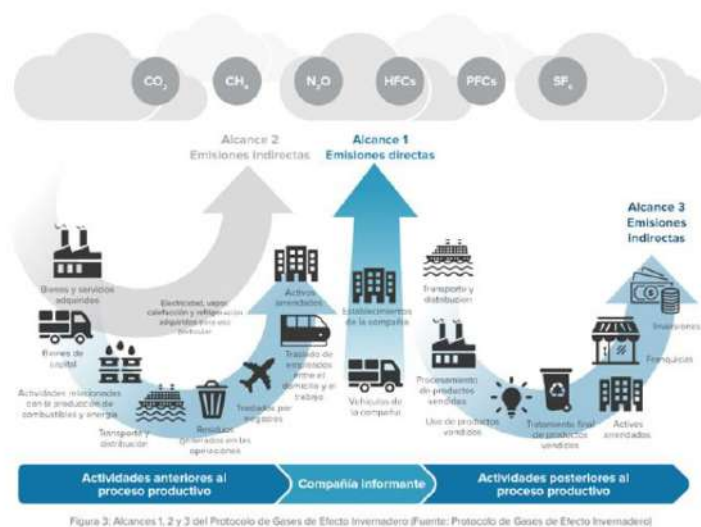 CO₂
CH₄
N₂O
HFCs
PFCs
SF₆
Alcance 2
Emisiones Indirectas
Alcance 1
Emisiones directas
Alcance 3
Emisiones
Indirectas
Bienes y servicios
adquiridos
Bienes de
capital
Actividades relacionadas
con la producción de
combustibles y energía
Transporte y
distribución
Residuos
generados en las
operaciones
Traslados por
negocios
Traslado de
empleados
entre el
domicilio y el
trabajo
Activos
arrendados
Electricidad, vapor,
calefacción y refrigeración
adquiridos para uso
particular
Establecimientos
de la compañía
Vehículos de
la compañía
Transporte y
distribución
Procesamiento
de productos
vendidos
Uso de productos
vendidos
Tratamiento final
de productos
vendidos
Activos
arrendados
Franquicias
Inversiones
Actividades anteriores al
proceso productivo
Compañía Informante
Actividades posteriores al
proceso productivo
Figura 3: Alcances 1, 2 y 3 del Protocolo de Gases de Efecto Invernadero (Fuente: Protocolo de Gases de Efecto Invernadero)